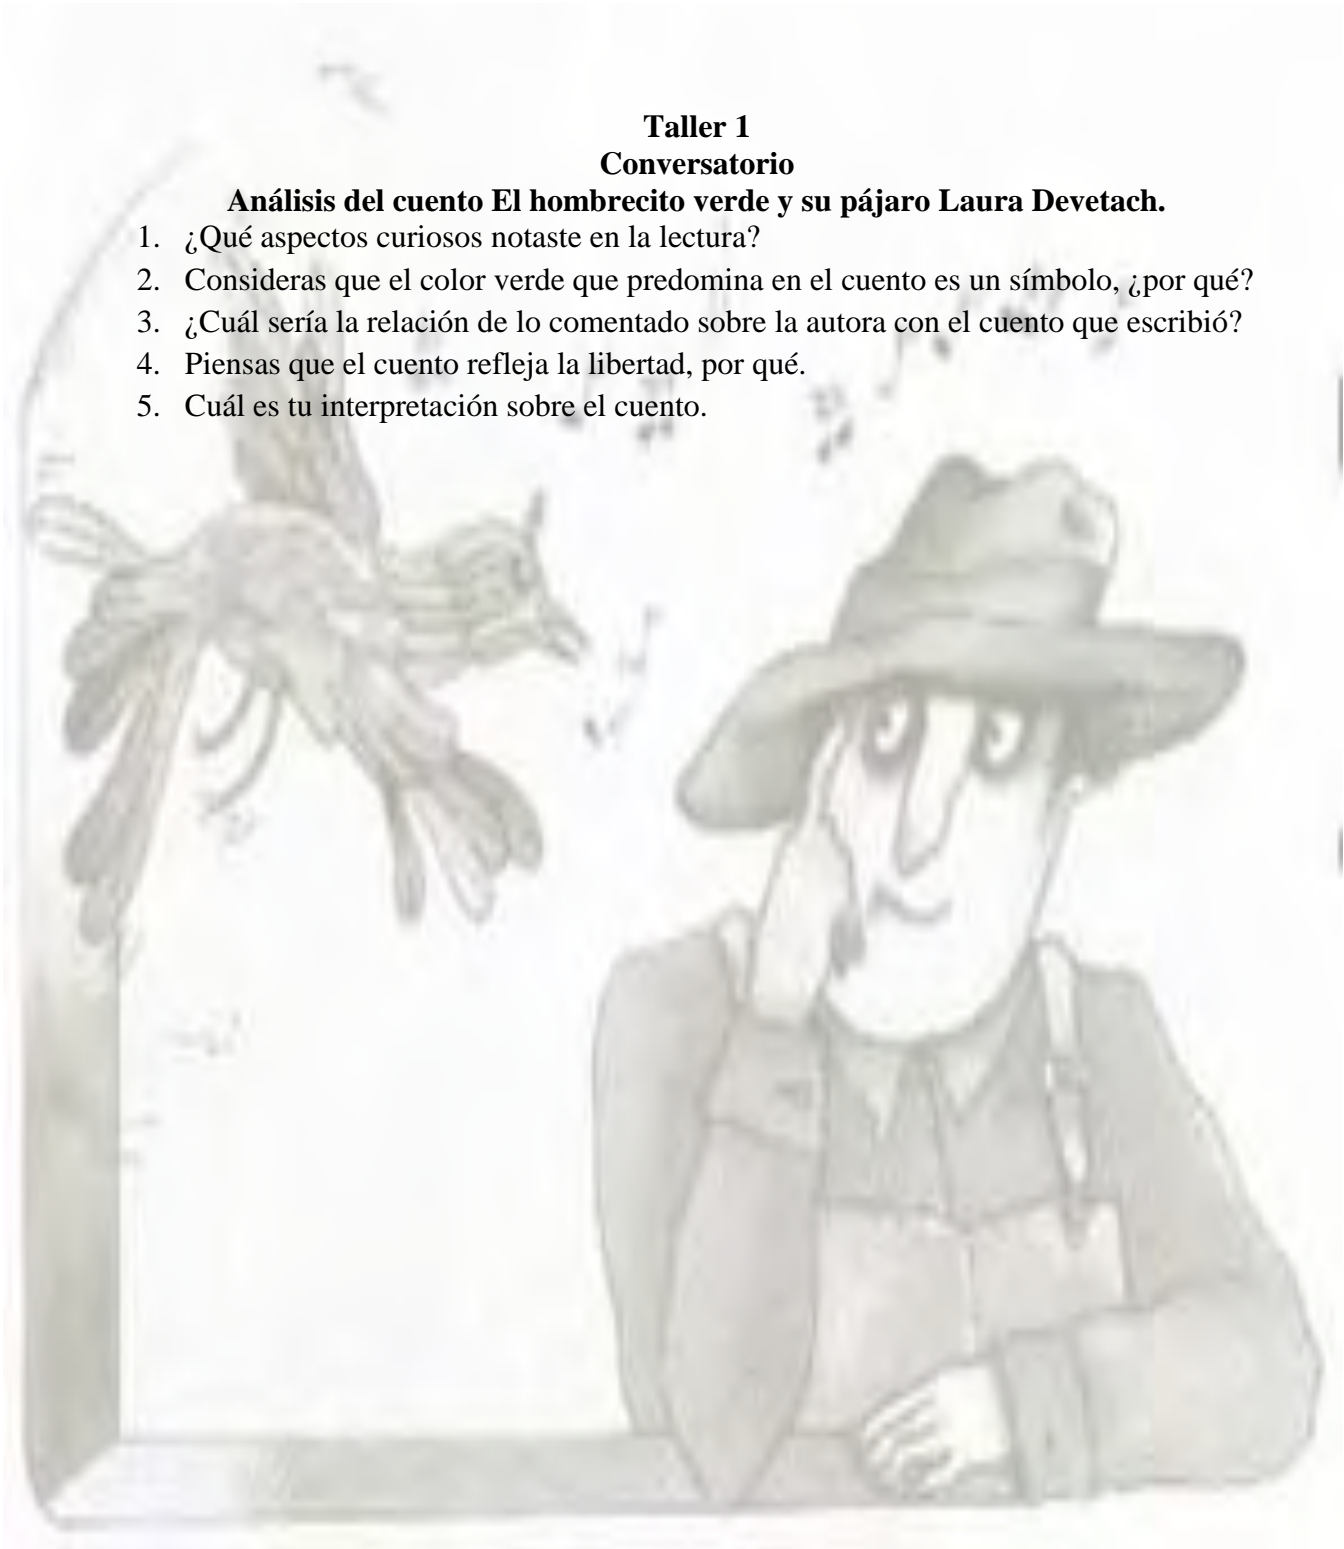 Taller 1
Conversatorio
Análisis del cuento El hombrecito verde y su pájaro Laura Devetach.
1. ¿Qué aspectos curiosos notaste en la lectura?
2. Consideras que el color verde que predomina en el cuento es un símbolo, ¿por qué?
3. ¿Cuál sería la relación de lo comentado sobre la autora con el cuento que escribió?
4. Piensas que el cuento refleja la libertad, por qué.
5. Cuál es tu interpretación sobre el cuento.